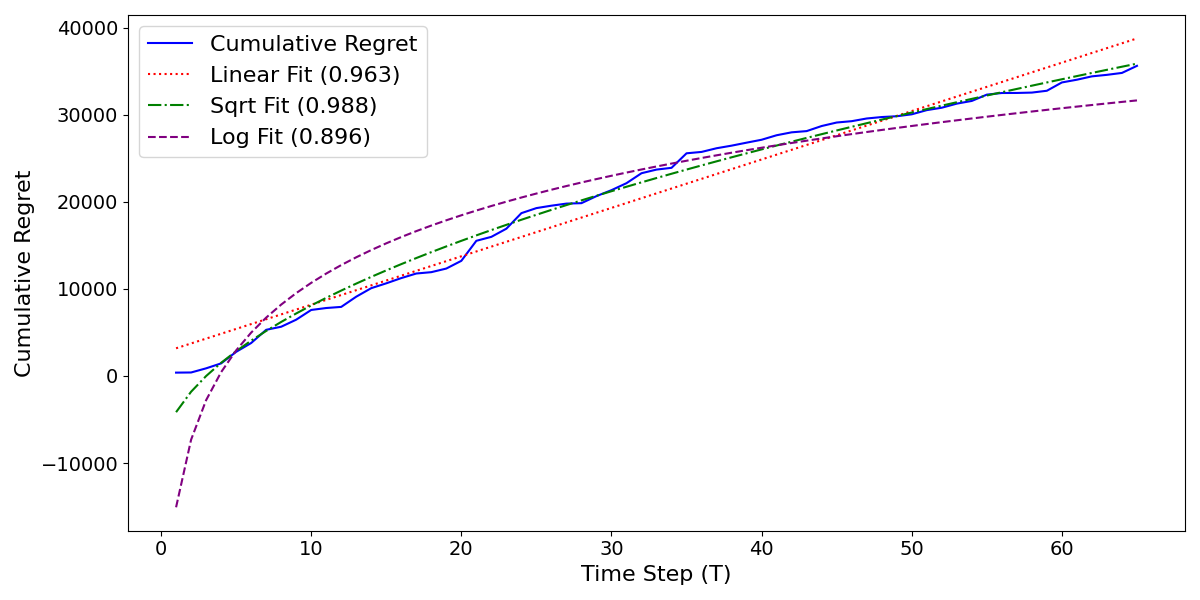 40000
30000
20000
10000
0
−10000
Cumulative Regret
Cumulative Regret
Linear Fit (0.963)
Sqrt Fit (0.988)
Log Fit (0.896)
0 10 20 30 40 50 60
Time Step (T)